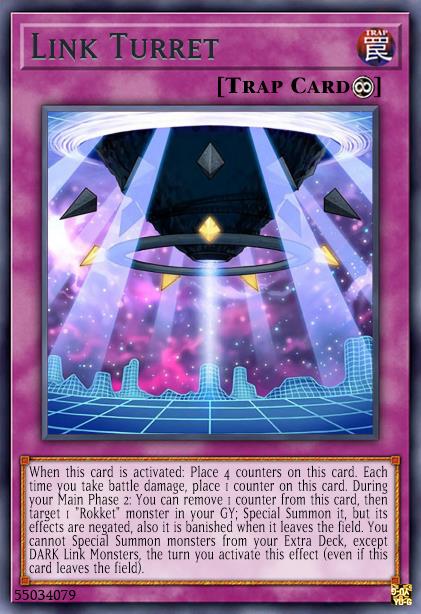 LINK TURRET
TRAP
罠
[TRAP CARD]
When this card is activated: Place 4 counters on this card. Each
time you take battle damage, place 1 counter on this card. During
your Main Phase 2: You can remove 1 counter from this card, then
target 1 "Rokket" monster in your GY; Special Summon it, but its
effects are negated, also it is banished when it leaves the field. You
cannot Special Summon monsters from your Extra Deck, except
DARK Link Monsters, the turn you activate this effect (even if this
card leaves the field).
55034079